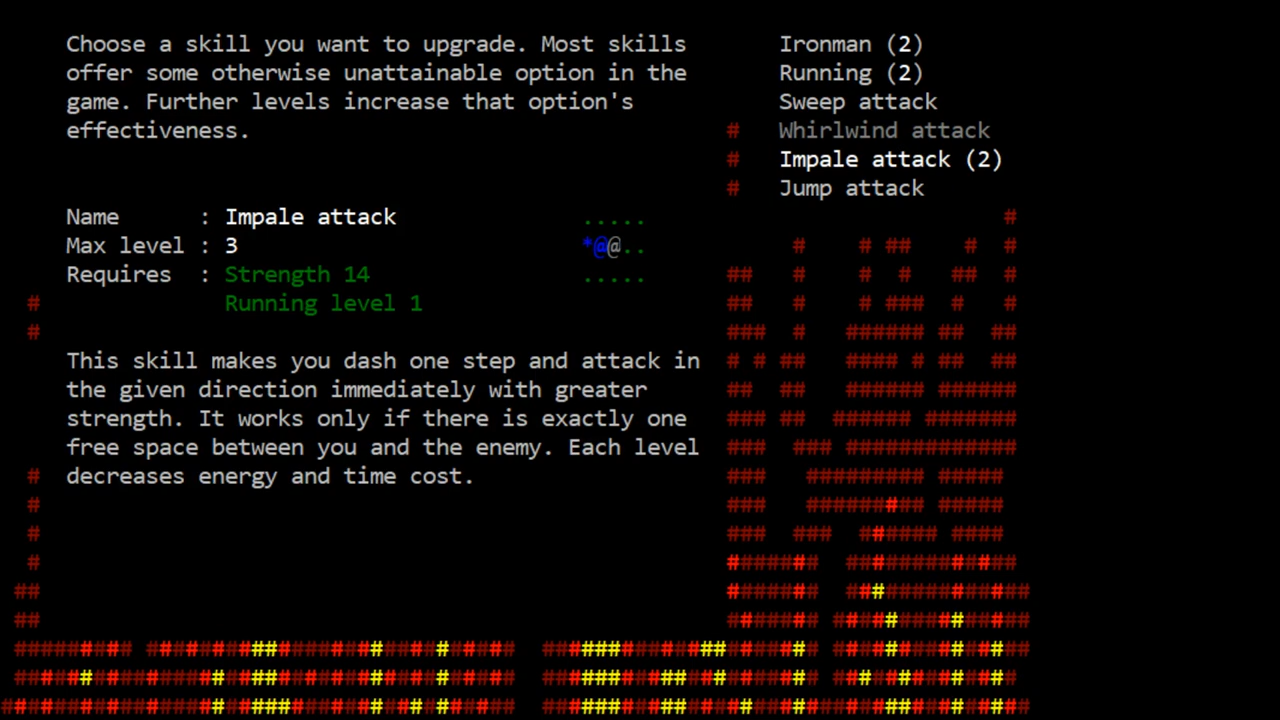 Choose a skill you want to upgrade. Most skills
offer some otherwise unattainable option in the
game. Further levels increase that option's
effectiveness.
Name : Impale attack
Max level : 3
Requires : Strength 14
Running level 1
.....
*@@..
.....
This skill makes you dash one step and attack in
the given direction immediately with greater
strength. It works only if there is exactly one
free space between you and the enemy. Each level
decreases energy and time cost.
Ironman (2)
Running (2)
Sweep attack
Whirlwind attack
Impale attack (2)
Jump attack